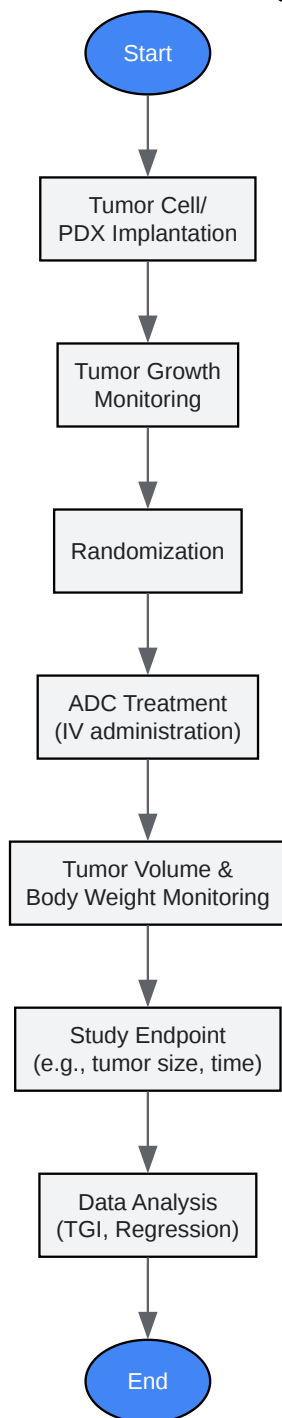 Start
Tumor Cell/
PDX Implantation
Tumor Growth
Monitoring
Randomization
ADC Treatment
(IV administration)
Tumor Volume &
Body Weight Monitoring
Study Endpoint
(e.g., tumor size, time)
Data Analysis
(TGI, Regression)
End